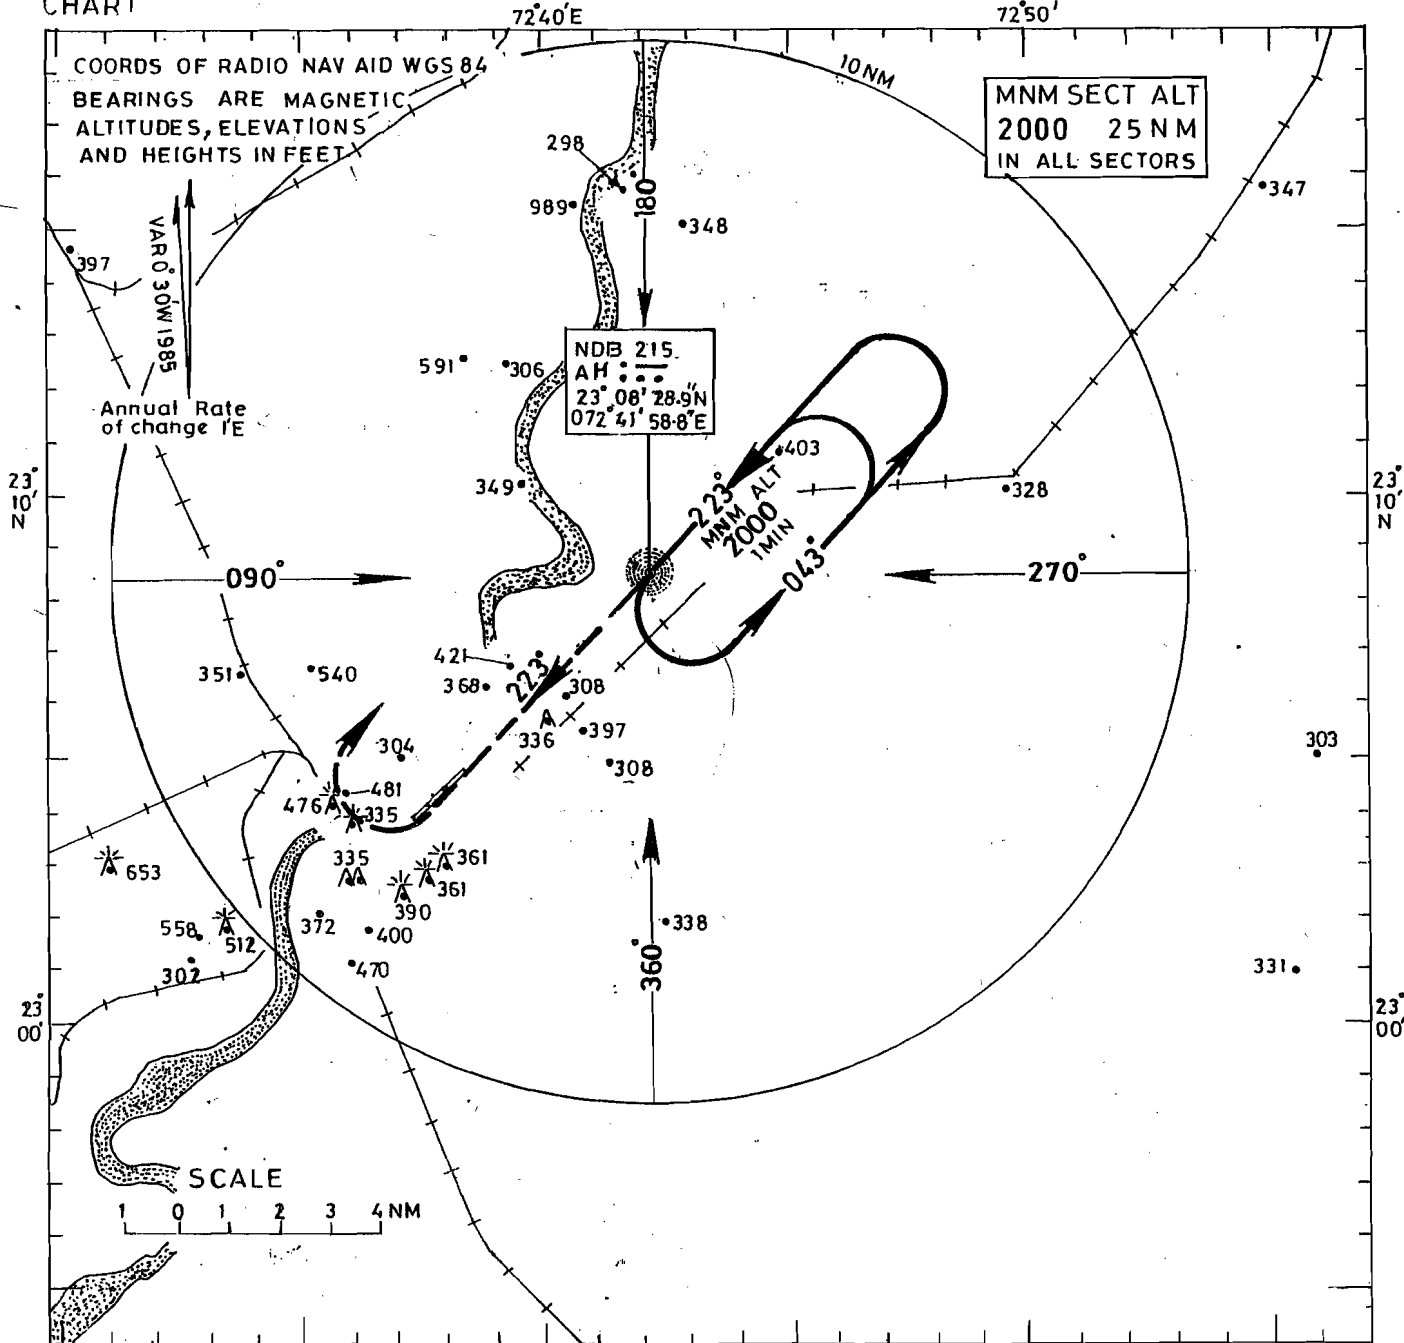 CHART
72°40'E
72°50'
COORDS OF RADIO NAV AID WGS 84
BEARINGS ARE MAGNETIC
ALTITUDES, ELEVATIONS
AND HEIGHTS IN FEET
10 NM
MNM SECT ALT
2000 25 NM
IN ALL SECTORS
298
180
347
989
348
VAR 0° 30'W 1985
397
NDB 215
AH
23° 08' 28.9"N
072° 41' 58.8"E
591
306
Annual Rate
of change 1'E
403
23°
10'
N
349
223°
MNM ALT
2000
1 MIN
328
23°
10'
N
043°
090°
270°
421
351
540
368
223°
308
336
397
304
308
303
476
481
335
335
361
653
361
390
558
512
372
400
338
302
470
360°
331
23°
00'
23°
00'
SCALE
1 0 1 2 3 4 NM